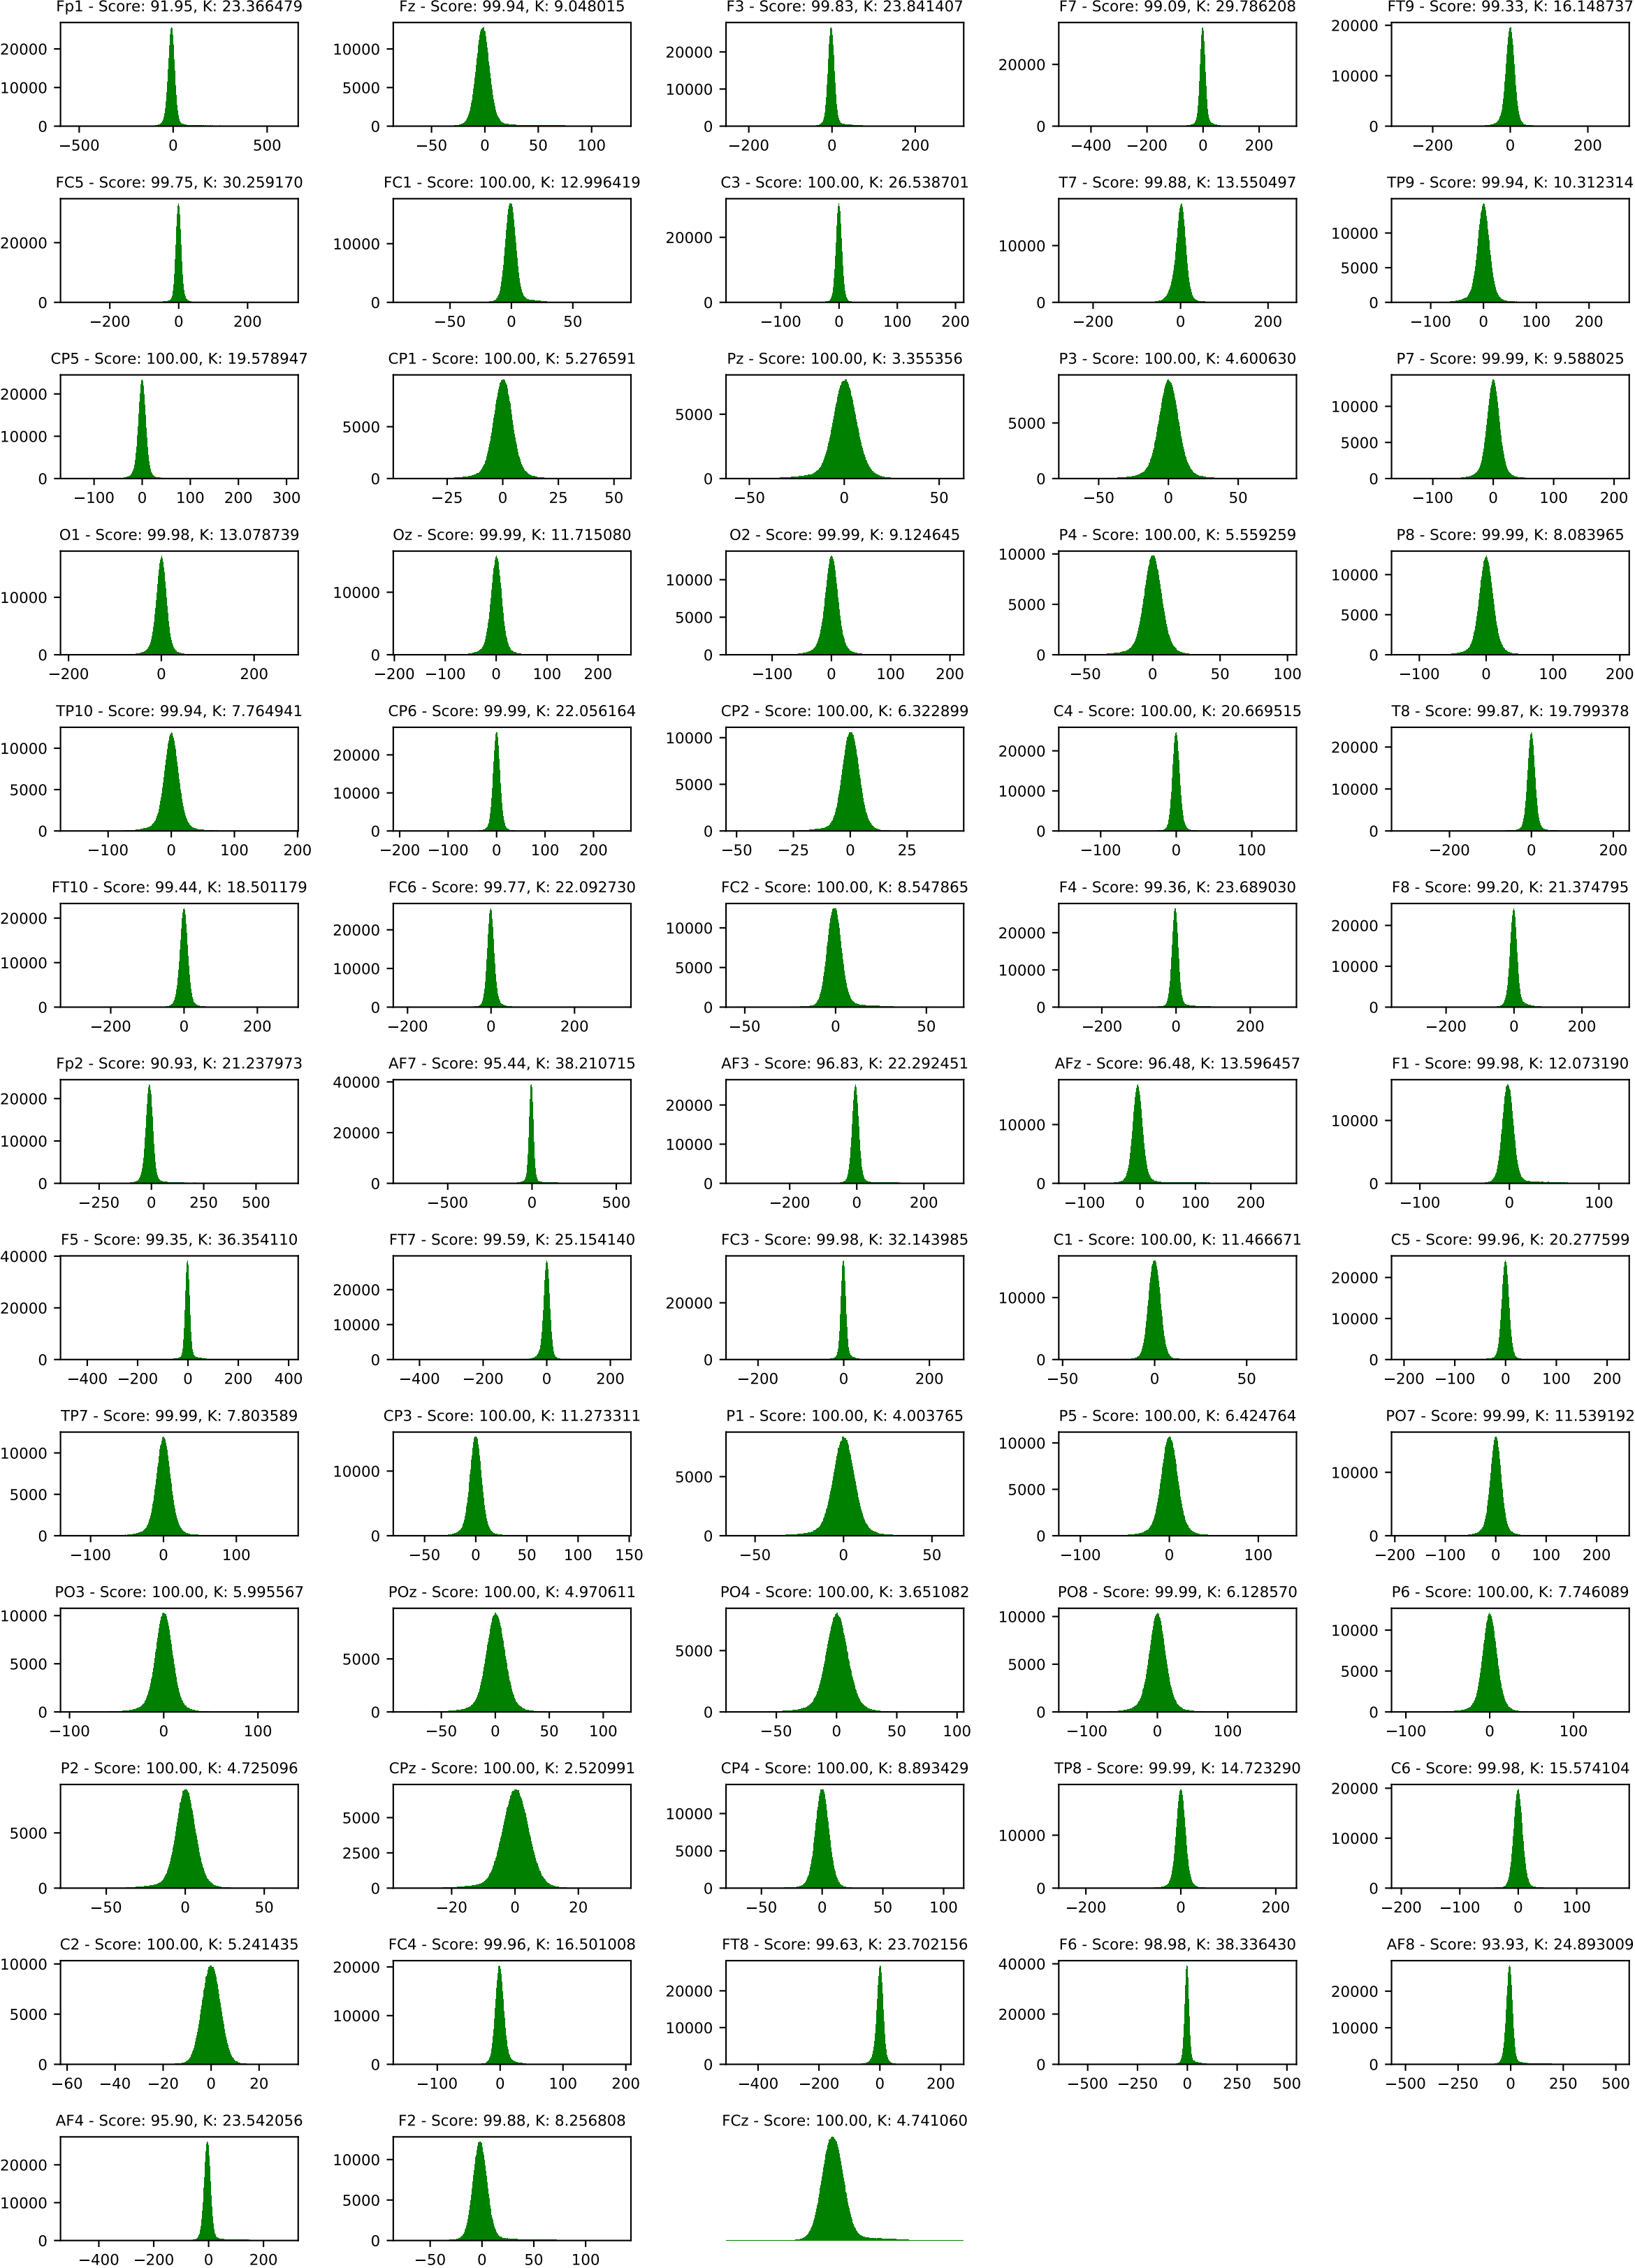 Fp1 - Score: 91.95, K: 23.366479
20000
10000
0
−500 0 500
Fz - Score: 99.94, K: 9.048015
10000
5000
0
−50 0 50 100
F3 - Score: 99.83, K: 23.841407
20000
10000
0
−200 0 200
F7 - Score: 99.09, K: 29.786208
20000
0
−400 −200 0 200
FT9 - Score: 99.33, K: 16.148737
20000
10000
0
−200 0 200
FC5 - Score: 99.75, K: 30.259170
20000
0
−200 0 200
FC1 - Score: 100.00, K: 12.996419
10000
0
−50 0 50
C3 - Score: 100.00, K: 26.538701
20000
0
−100 0 100 200
T7 - Score: 99.88, K: 13.550497
10000
0
−200 0 200
TP9 - Score: 99.94, K: 10.312314
10000
5000
0
−100 0 100 200
CP5 - Score: 100.00, K: 19.578947
20000
10000
0
−100 0 100 200 300
CP1 - Score: 100.00, K: 5.276591
5000
0
−25 0 25 50
Pz - Score: 100.00, K: 3.355356
5000
0
−50 0 50
P3 - Score: 100.00, K: 4.600630
5000
0
−50 0 50
P7 - Score: 99.99, K: 9.588025
10000
5000
0
−100 0 100 200
O1 - Score: 99.98, K: 13.078739
10000
0
−200 0 200
Oz - Score: 99.99, K: 11.715080
10000
0
−200 −100 0 100 200
O2 - Score: 99.99, K: 9.124645
10000
5000
0
−100 0 100 200
P4 - Score: 100.00, K: 5.559259
10000
5000
0
−50 0 50 100
P8 - Score: 99.99, K: 8.083965
10000
5000
0
−100 0 100 200
TP10 - Score: 99.94, K: 7.764941
10000
5000
0
−100 0 100 200
CP6 - Score: 99.99, K: 22.056164
20000
10000
0
−200 −100 0 100 200
CP2 - Score: 100.00, K: 6.322899
10000
5000
0
−50 −25 0 25
C4 - Score: 100.00, K: 20.669515
20000
10000
0
−100 0 100
T8 - Score: 99.87, K: 19.799378
20000
10000
0
−200 0 200
FT10 - Score: 99.44, K: 18.501179
20000
10000
0
−200 0 200
FC6 - Score: 99.77, K: 22.092730
20000
10000
0
−200 0 200
FC2 - Score: 100.00, K: 8.547865
10000
5000
0
−50 0 50
F4 - Score: 99.36, K: 23.689030
20000
10000
0
−200 0 200
F8 - Score: 99.20, K: 21.374795
20000
10000
0
−200 0 200
Fp2 - Score: 90.93, K: 21.237973
20000
10000
0
−250 0 250 500
AF7 - Score: 95.44, K: 38.210715
40000
20000
0
−500 0 500
AF3 - Score: 96.83, K: 22.292451
20000
10000
0
−200 0 200
AFz - Score: 96.48, K: 13.596457
10000
0
−100 0 100 200
F1 - Score: 99.98, K: 12.073190
10000
0
−100 0 100
F5 - Score: 99.35, K: 36.354110
40000
20000
0
−400 −200 0 200 400
FT7 - Score: 99.59, K: 25.154140
20000
10000
0
−400 −200 0 200
FC3 - Score: 99.98, K: 32.143985
20000
0
−200 0 200
C1 - Score: 100.00, K: 11.466671
10000
0
−50 0 50
C5 - Score: 99.96, K: 20.277599
20000
10000
0
−200 −100 0 100 200
TP7 - Score: 99.99, K: 7.803589
10000
5000
0
−100 0 100
CP3 - Score: 100.00, K: 11.273311
10000
0
−50 0 50 100 150
P1 - Score: 100.00, K: 4.003765
5000
0
−50 0 50
P5 - Score: 100.00, K: 6.424764
10000
5000
0
−100 0 100
PO7 - Score: 99.99, K: 11.539192
10000
0
−200 −100 0 100 200
PO3 - Score: 100.00, K: 5.995567
10000
5000
0
−100 0 100
POz - Score: 100.00, K: 4.970611
5000
0
−50 0 50 100
PO4 - Score: 100.00, K: 3.651082
5000
0
−50 0 50 100
PO8 - Score: 99.99, K: 6.128570
10000
5000
0
−100 0 100
P6 - Score: 100.00, K: 7.746089
10000
5000
0
−100 0 100
P2 - Score: 100.00, K: 4.725096
5000
0
−50 0 50
CPz - Score: 100.00, K: 2.520991
5000
2500
0
−20 0 20
CP4 - Score: 100.00, K: 8.893429
10000
5000
0
−50 0 50 100
TP8 - Score: 99.99, K: 14.723290
10000
0
−200 0 200
C6 - Score: 99.98, K: 15.574104
20000
10000
0
−200 −100 0 100
C2 - Score: 100.00, K: 5.241435
10000
5000
0
−60 −40 −20 0 20
FC4 - Score: 99.96, K: 16.501008
20000
10000
0
−100 0 100 200
FT8 - Score: 99.63, K: 23.702156
20000
10000
0
−400 −200 0 200
F6 - Score: 98.98, K: 38.336430
40000
20000
0
−500 −250 0 250 500
AF8 - Score: 93.93, K: 24.893009
20000
10000
0
−500 −250 0 250 500
AF4 - Score: 95.90, K: 23.542056
20000
10000
0
−400 −200 0 200
F2 - Score: 99.88, K: 8.256808
10000
5000
0
−50 0 50 100
FCz - Score: 100.00, K: 4.741060